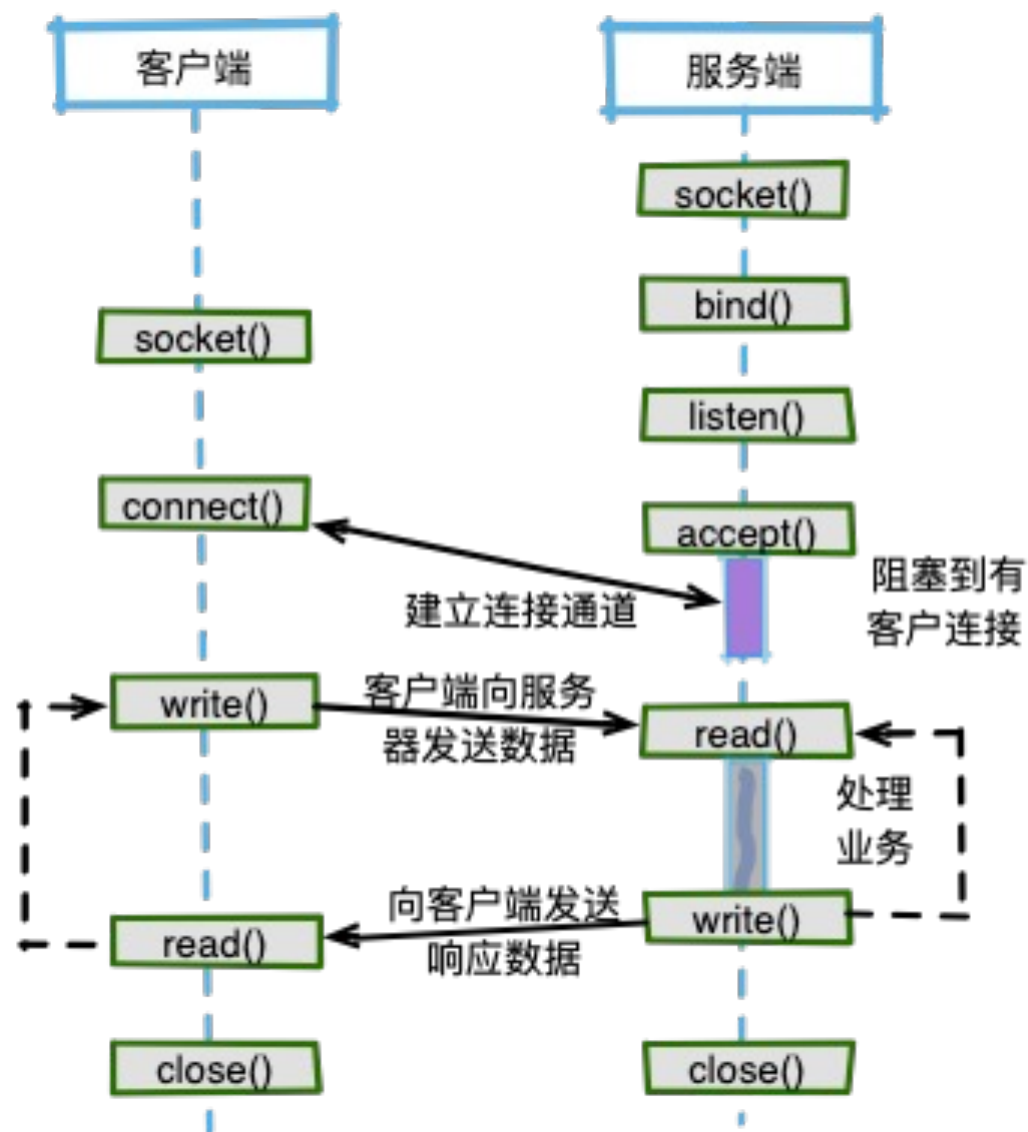 客户端
服务端
socket()
bind()
socket()
listen()
connect()
accept()
阻塞到有
客户连接
建立连接通道
write()
客户端向服务
器发送数据
read()
处理
业务
向客户端发送
响应数据
write()
read()
close()
close()